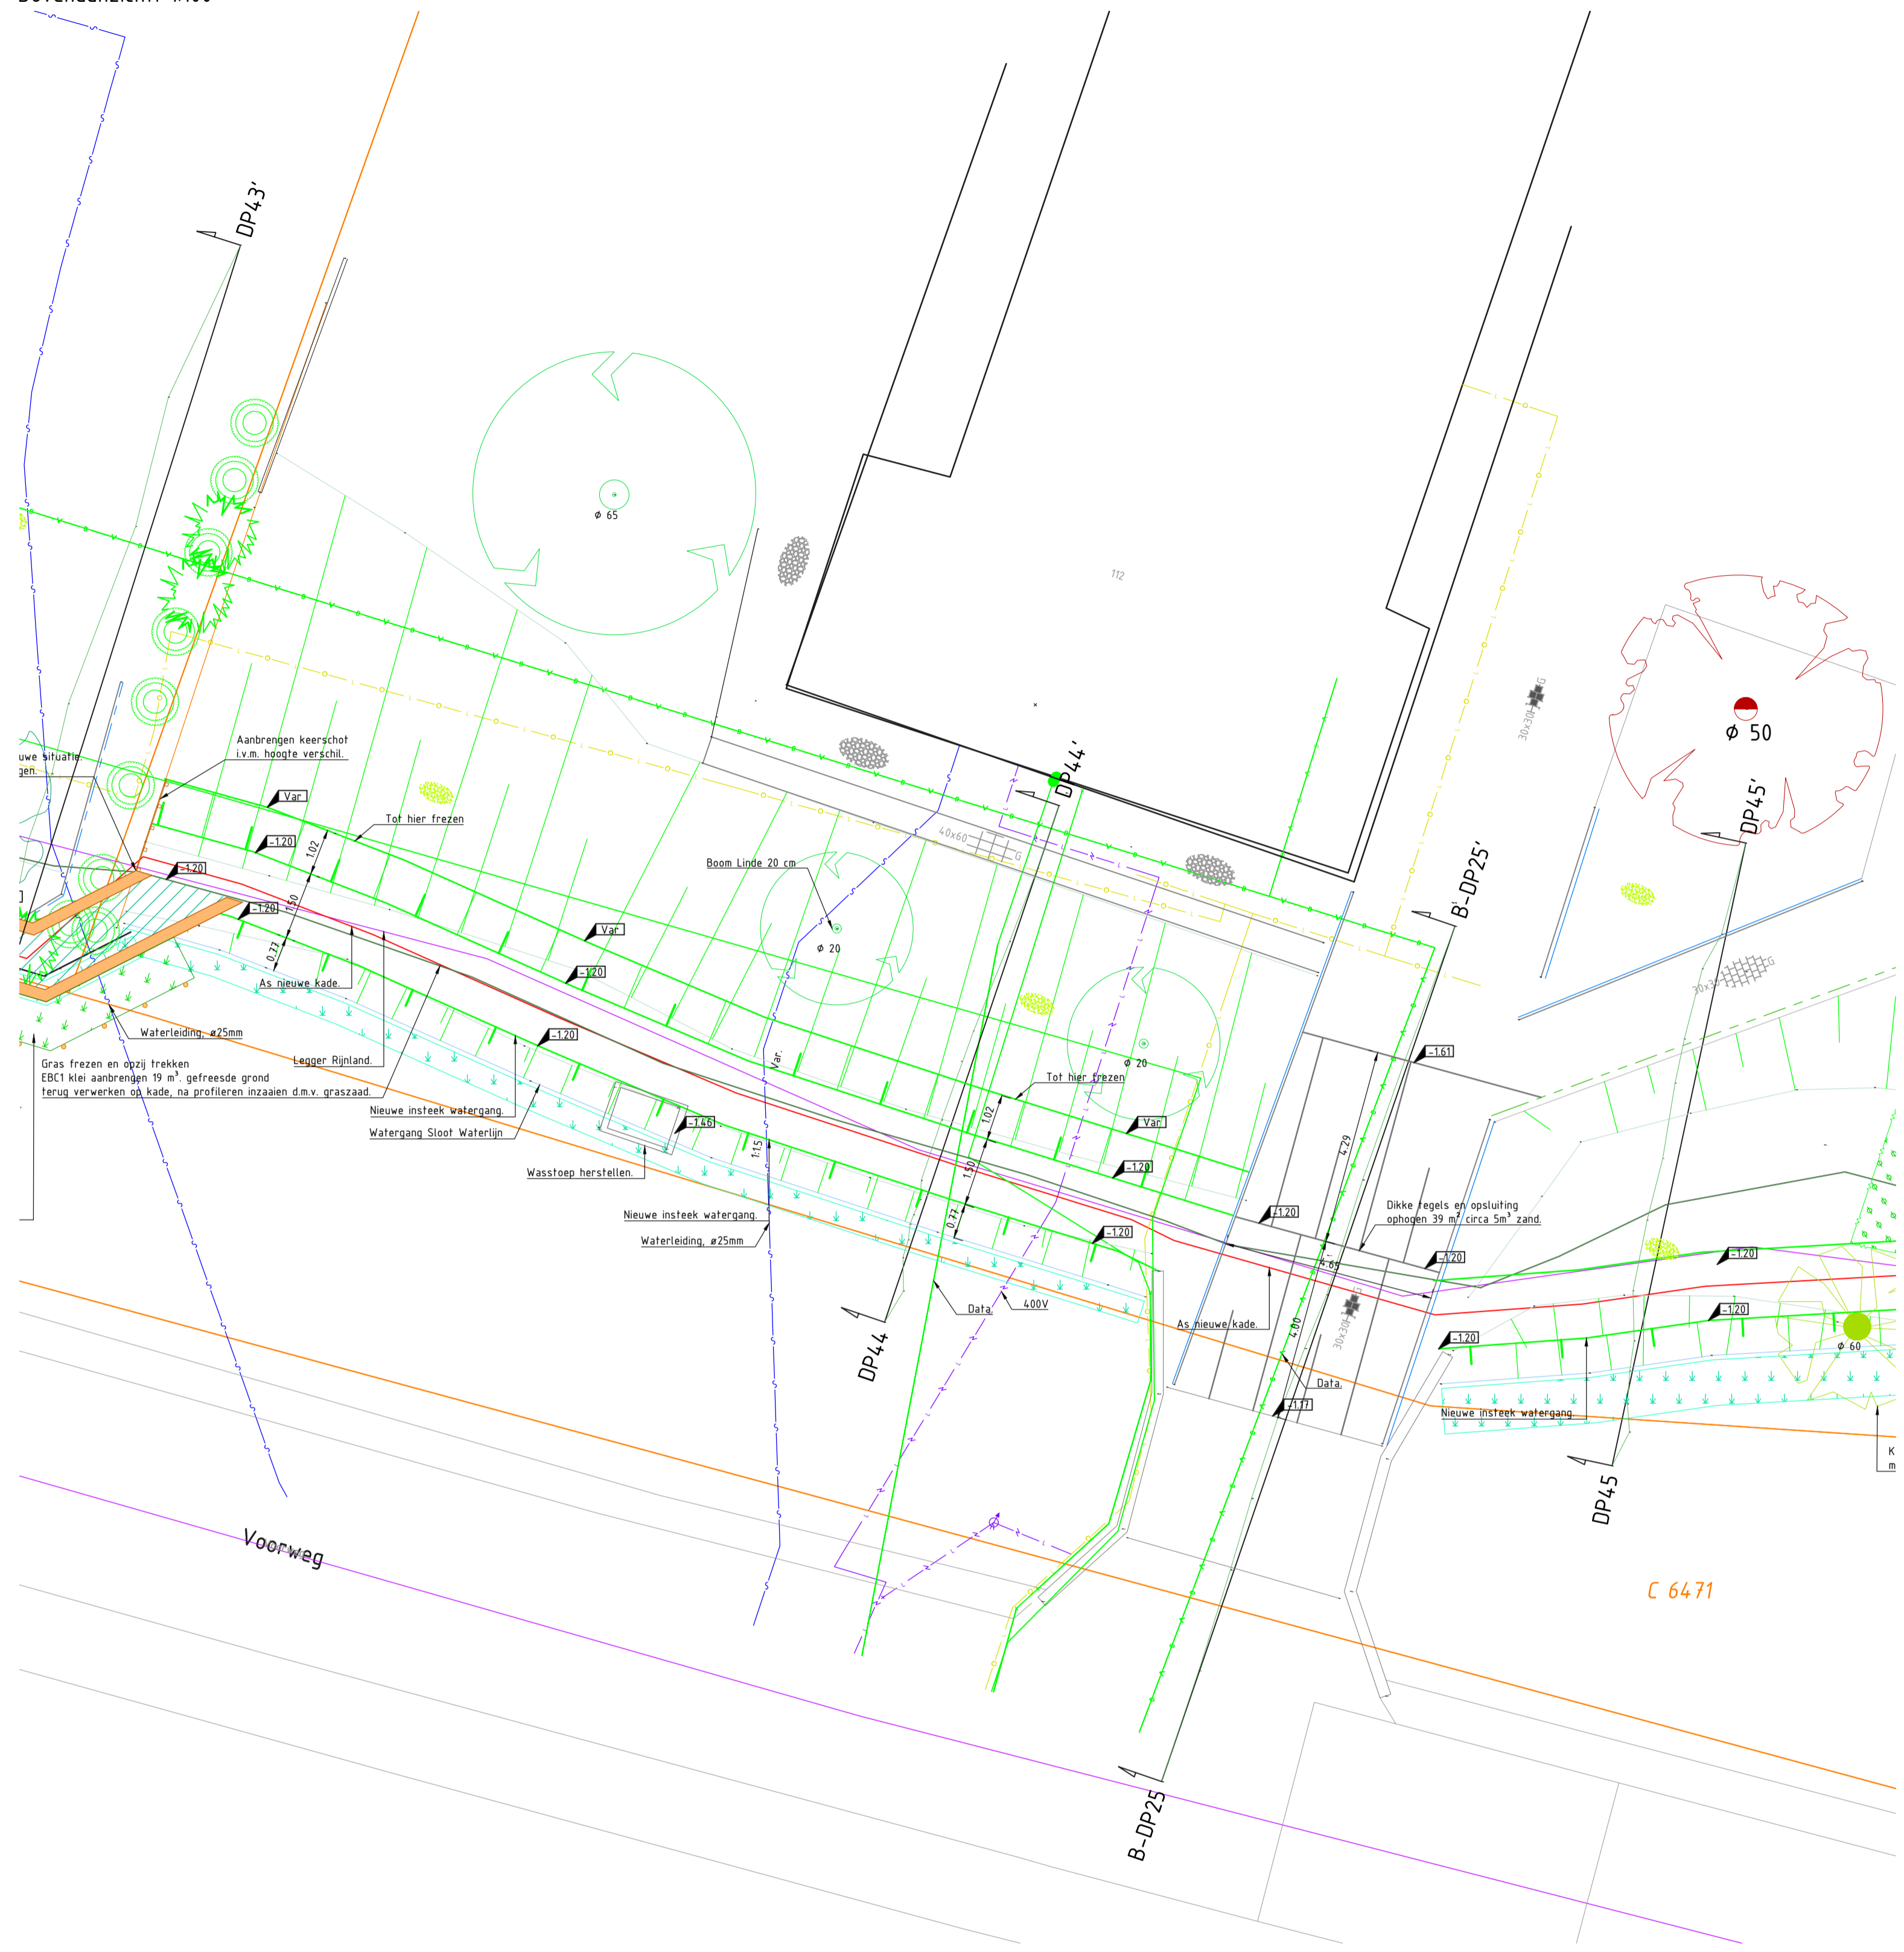 DP43'
ø 65
112
30x30
G
ø 50
DP44'
DP45'
B-DP25'
uwe situatie.
gen.
Aanbrengen keerschot
i.v.m. hoogte verschil.
Var
Tot hier frezen
-1.20
1.02
-1.20
1.50
-1.20
0.77
40x60
G
Boom Linde 20 cm
ø 20
Var
-1.20
As nieuwe kade.
30x30
G
Waterleiding, ø25mm
Legger Rijnland.
-1.20
Gras frezen en opzij trekken
EBC1 klei aanbrengen 19 m³. gefreesde grond
terug verwerken op kade, na profileren inzaaien d.m.v. graszaad.
Nieuwe insteek watergang.
Watergang Sloot Waterlijn
Var.
ø 20
Tot hier frezen
-1.61
1.02
Var
-1.46
1:1.5
Wasstoep herstellen.
1.50
-1.20
4.29
Nieuwe insteek watergang.
0.77
-1.20
-1.20
Dikke tegels en opsluiting
ophogen 39 m² circa 5m³ zand.
Waterleiding, ø25mm
4.65
-1.20
-1.20
Data.
400V
As nieuwe kade.
4.00
30x30
G
-1.20
-1.20
ø 60
DP44
Data.
-1.17
Nieuwe insteek watergang.
K
m
DP45
Voorweg
C 6471
B-DP25